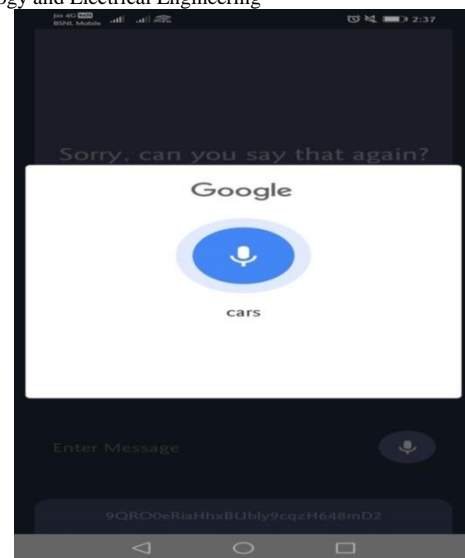 ogy and Electrical Engineering
Jio 4G
BSNL Mobile
2:37
Sorry, can you say that again?
Google
cars
Enter Message